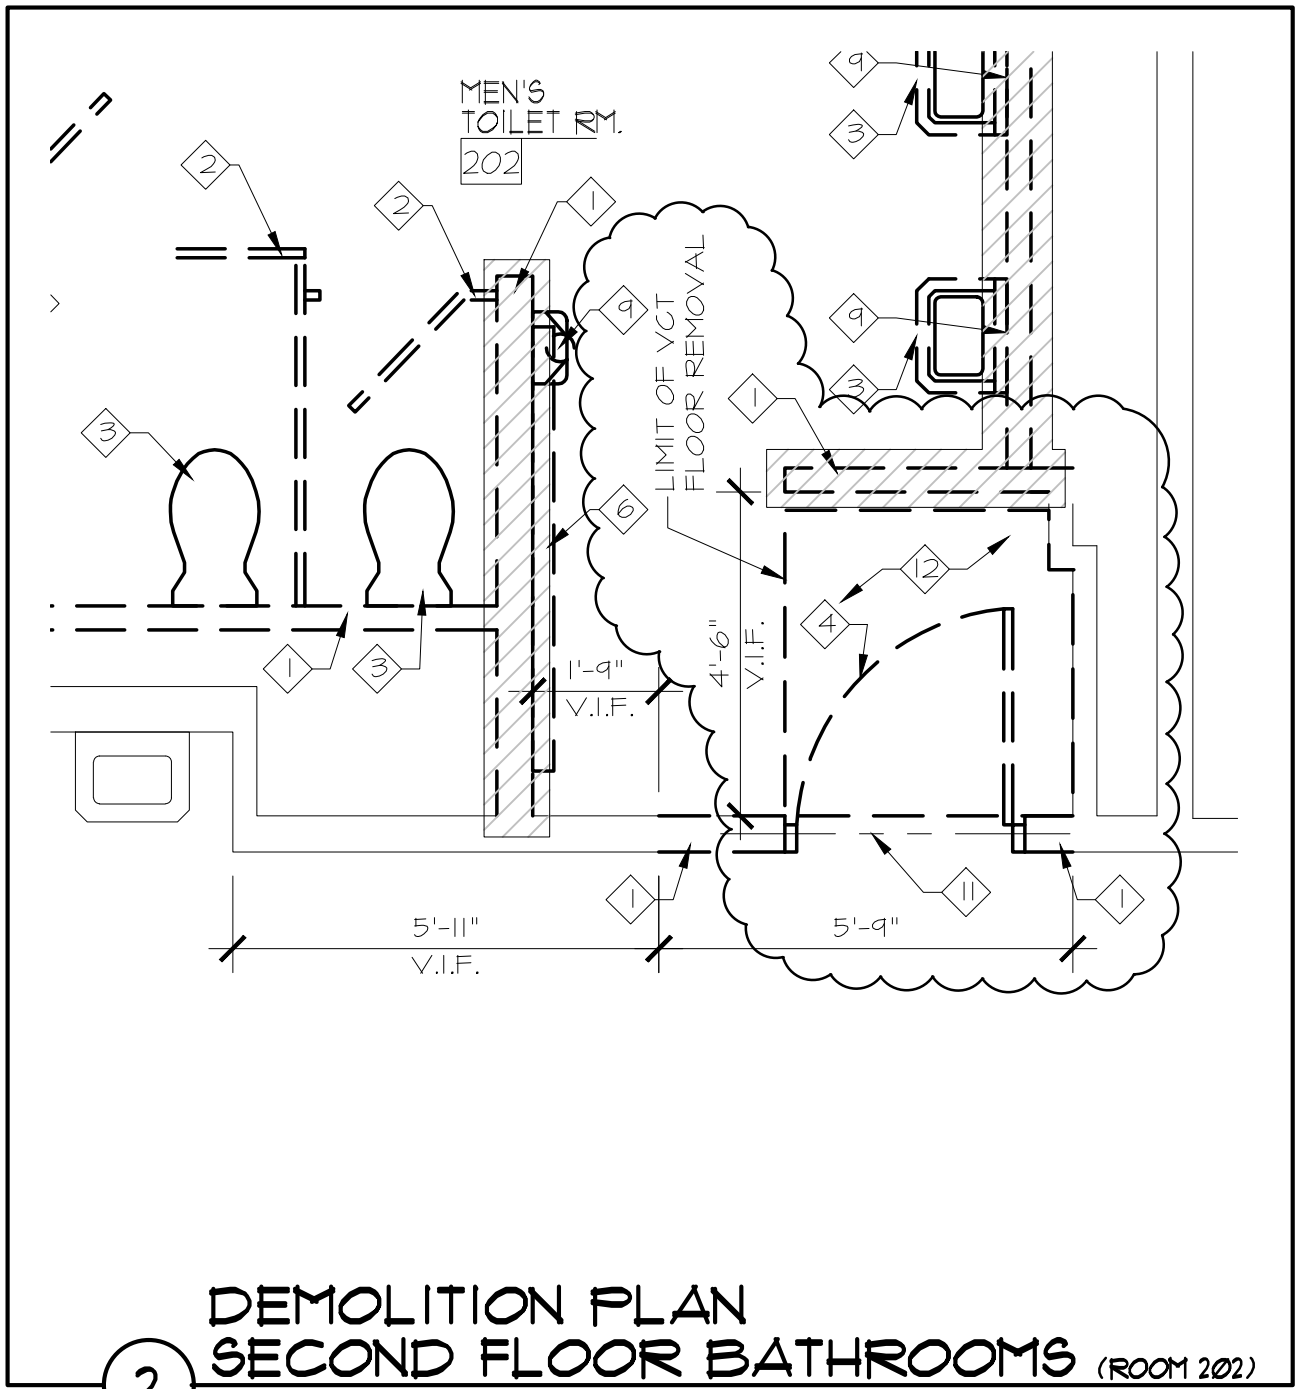 9
MEN'S
TOILET RM.
202
3
2
2
1
9
9
LIMIT OF VCT
FLOOR REMOVAL
3
1
3
6
12
4
4'-6"
V.I.F.
1
3
1'-9"
V.I.F.
1
11
1
5'-11"
V.I.F.
5'-9"
DEMOLITION PLAN
2
SECOND FLOOR BATHROOMS (ROOM 202)